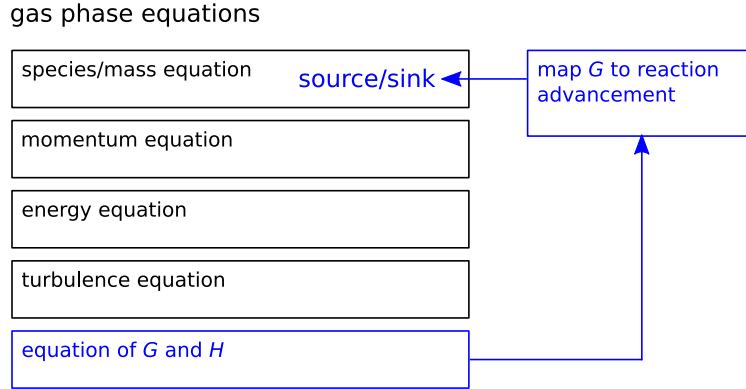 gas phase equations
species/mass equation
source/sink
map G to reaction
advancement
momentum equation
energy equation
turbulence equation
equation of G and H